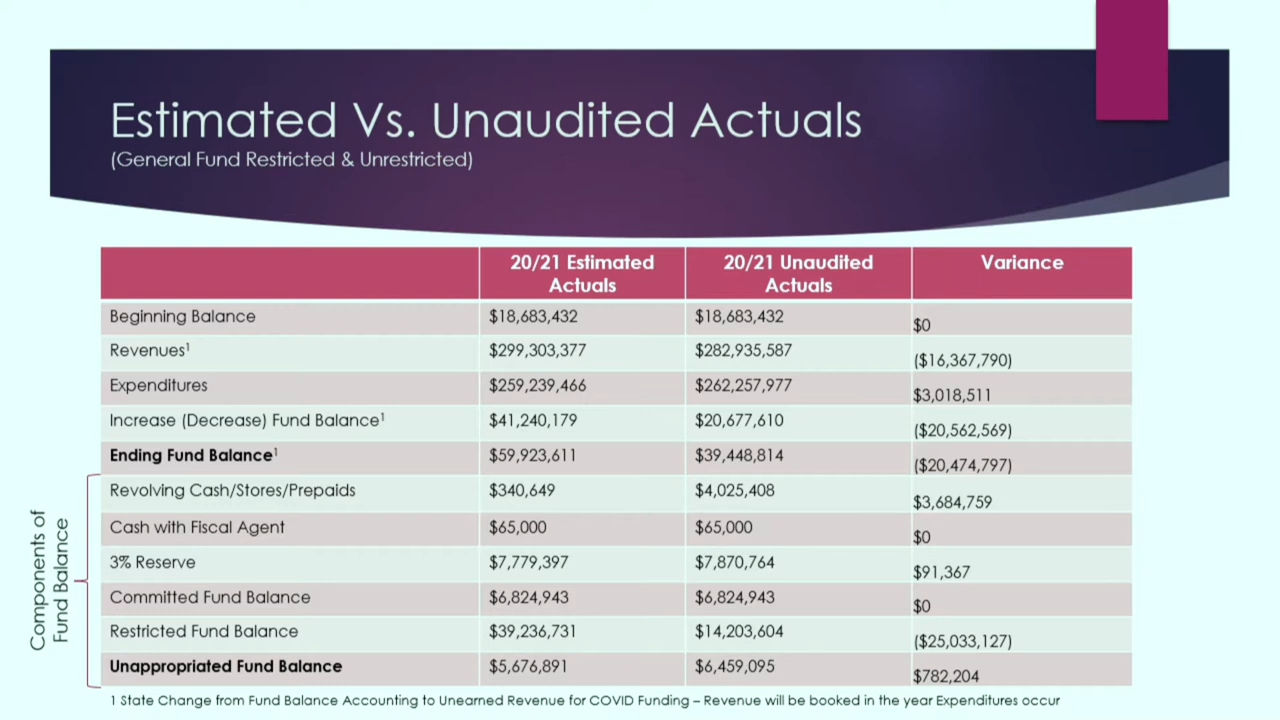 Estimated Vs. Unaudited Actuals
(General Fund Restricted & Unrestricted)
20/21 Estimated Actuals 20/21 Unaudited Actuals Variance
Beginning Balance $18,683,432 $18,683,432 $0
Revenues¹ $299,303,377 $282,935,587 ($16,367,790)
Expenditures $259,239,466 $262,257,977 $3,018,511
Increase (Decrease) Fund Balance¹ $41,240,179 $20,677,610 ($20,562,569)
Ending Fund Balance¹ $59,923,611 $39,448,814 ($20,474,797)
Components of
Fund Balance
Revolving Cash/Stores/Prepaids $340,649 $4,025,408 $3,684,759
Cash with Fiscal Agent $65,000 $65,000 $0
3% Reserve $7,779,397 $7,870,764 $91,367
Committed Fund Balance $6,824,943 $6,824,943 $0
Restricted Fund Balance $39,236,731 $14,203,604 ($25,033,127)
Unappropriated Fund Balance $5,676,891 $6,459,095 $782,204
1 State Change from Fund Balance Accounting to Unearned Revenue for COVID Funding – Revenue will be booked in the year Expenditures occur